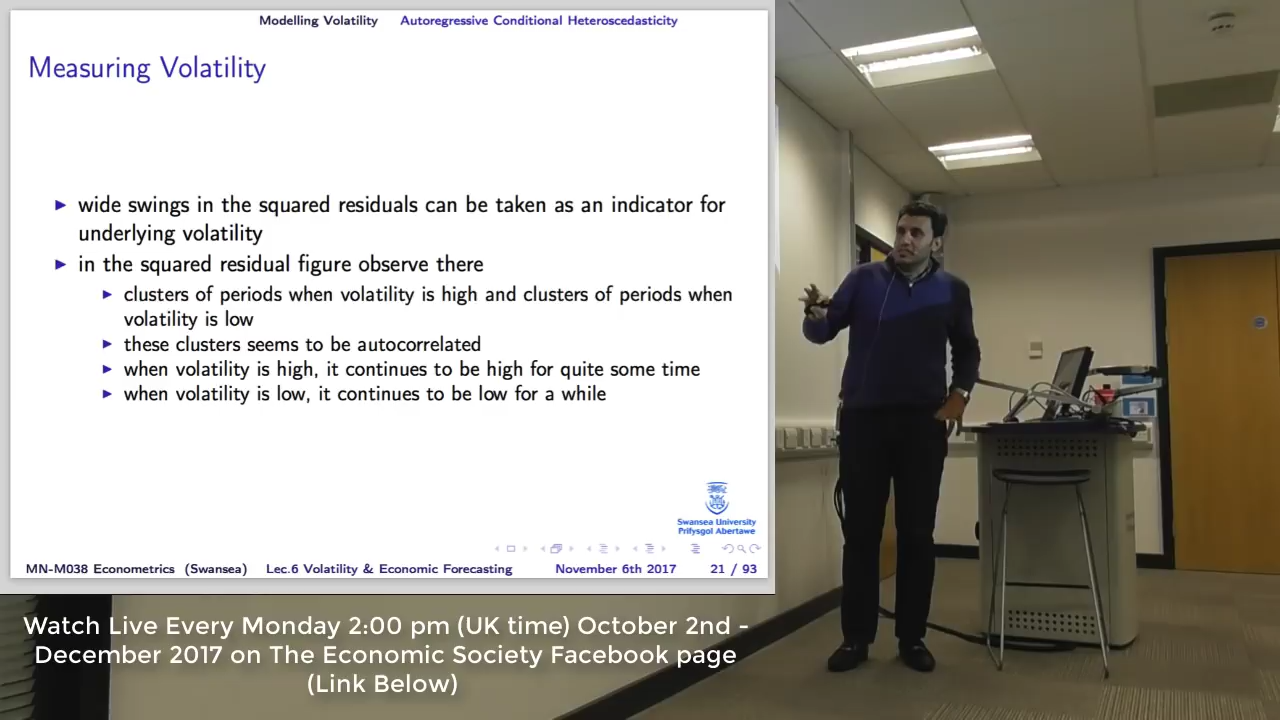 Modelling Volatility Autoregressive Conditional Heteroscedasticity
Measuring Volatility
wide swings in the squared residuals can be taken as an indicator for
underlying volatility
in the squared residual figure observe there
clusters of periods when volatility is high and clusters of periods when
volatility is low
these clusters seems to be autocorrelated
when volatility is high, it continues to be high for quite some time
when volatility is low, it continues to be low for a while
Swansea University
Prifysgol Abertawe
MN-M038 Econometrics (Swansea) Lec.6 Volatility & Economic Forecasting November 6th 2017 21 / 93
Watch Live Every Monday 2:00 pm (UK time) October 2nd -
December 2017 on The Economic Society Facebook page
(Link Below)